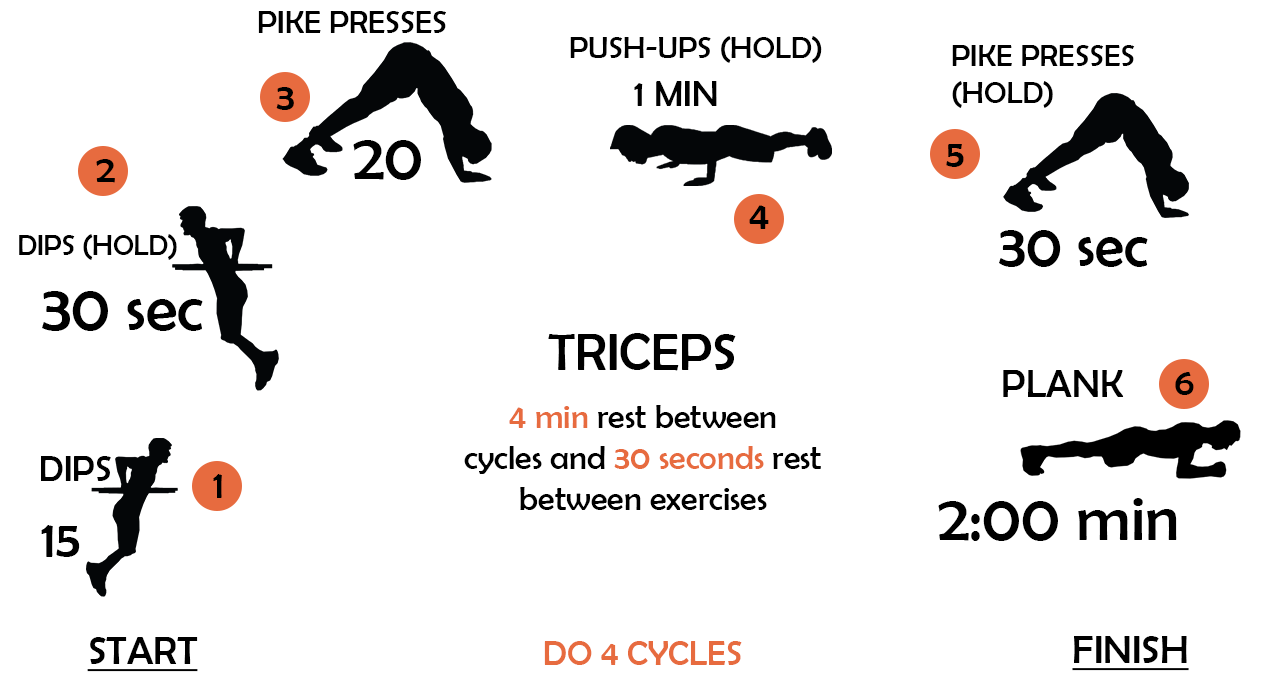 START
DIPS
1
15
2
DIPS (HOLD)
30 sec
PIKE PRESSES
3
20
PUSH-UPS (HOLD)
1 MIN
4
PIKE PRESSES
(HOLD)
5
30 sec
PLANK
6
2:00 min
FINISH
TRICEPS
4 min rest between
cycles and 30 seconds rest
between exercises
DO 4 CYCLES